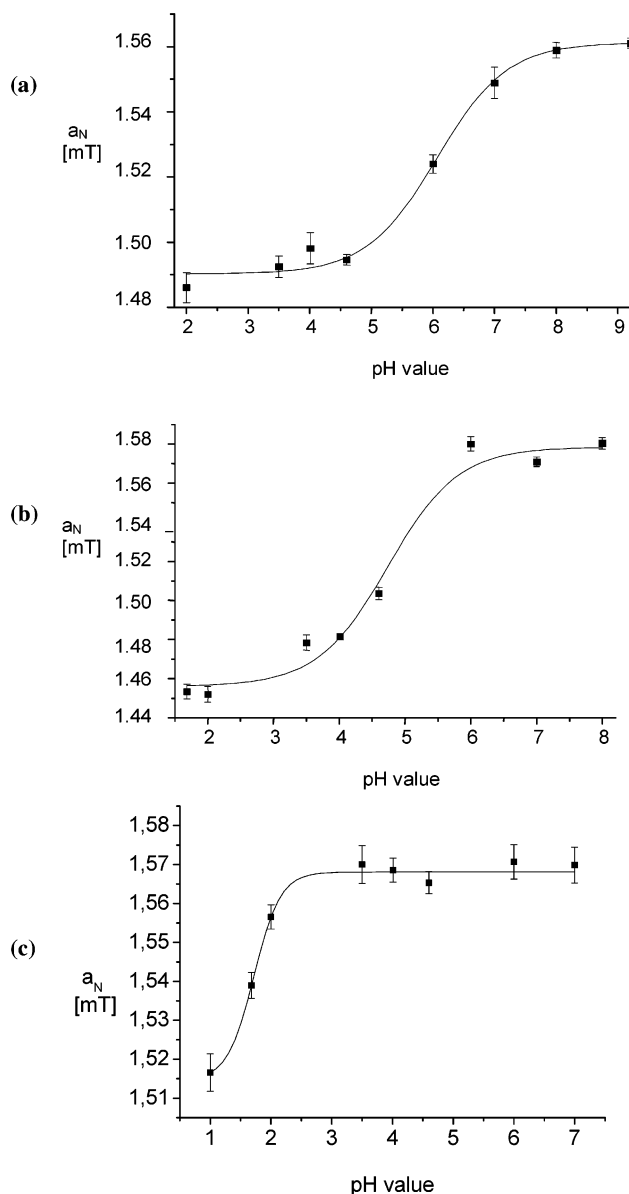 (a)
a_N
[mT]
1.56
1.54
1.52
1.50
1.48
2 3 4 5 6 7 8 9
pH value
(b)
a_N
[mT]
1.58
1.56
1.54
1.52
1.50
1.48
1.46
1.44
2 3 4 5 6 7 8
pH value
(c)
a_N
[mT]
1,58
1,57
1,56
1,55
1,54
1,53
1,52
1,51
1 2 3 4 5 6 7
pH value